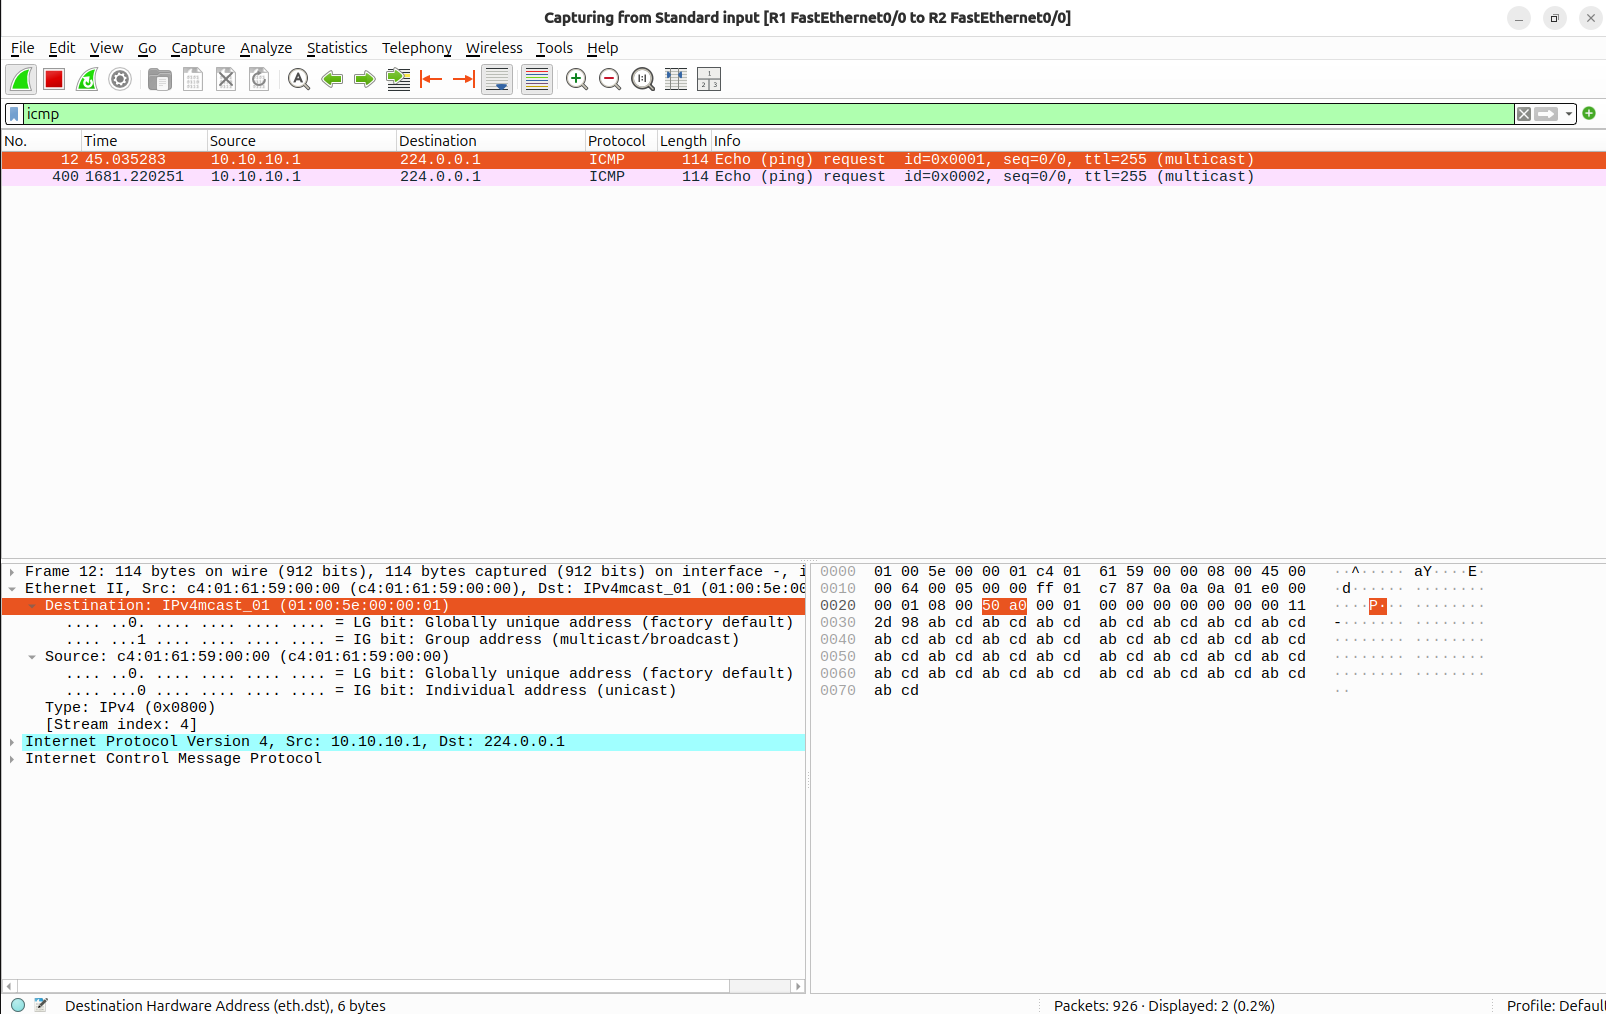 Capturing from Standard input [R1 FastEthernet0/0 to R2 FastEthernet0/0]
File Edit View Go Capture Analyze Statistics Telephony Wireless Tools Help
icmp
No. Time Source Destination Protocol Length Info
12 45.035283 10.10.10.1 224.0.0.1 ICMP 114 Echo (ping) request id=0x0001, seq=0/0, ttl=255 (multicast)
400 1681.220251 10.10.10.1 224.0.0.1 ICMP 114 Echo (ping) request id=0x0002, seq=0/0, ttl=255 (multicast)
Frame 12: 114 bytes on wire (912 bits), 114 bytes captured (912 bits) on interface -, i
Ethernet II, Src: c4:01:61:59:00:00 (c4:01:61:59:00:00), Dst: IPv4mcast_01 (01:00:5e:00
Destination: IPv4mcast_01 (01:00:5e:00:00:01)
.... ..0. .... .... .... .... = LG bit: Globally unique address (factory default)
.... ...1 .... .... .... .... = IG bit: Group address (multicast/broadcast)
Source: c4:01:61:59:00:00 (c4:01:61:59:00:00)
.... ..0. .... .... .... .... = LG bit: Globally unique address (factory default)
.... ...0 .... .... .... .... = IG bit: Individual address (unicast)
Type: IPv4 (0x0800)
[Stream index: 4]
Internet Protocol Version 4, Src: 10.10.10.1, Dst: 224.0.0.1
Internet Control Message Protocol
0000 01 00 5e 00 00 01 c4 01 61 59 00 00 08 00 45 00 ··^····· aY····E·
0010 00 64 00 05 00 00 ff 01 c7 87 0a 0a 0a 01 e0 00 ·d······ ········
0020 00 01 08 00 50 a0 00 01 00 00 00 00 00 00 00 11 ····P··· ········
0030 2d 98 ab cd ab cd ab cd ab cd ab cd ab cd ab cd -······· ········
0040 ab cd ab cd ab cd ab cd ab cd ab cd ab cd ab cd ········ ········
0050 ab cd ab cd ab cd ab cd ab cd ab cd ab cd ab cd ········ ········
0060 ab cd ab cd ab cd ab cd ab cd ab cd ab cd ab cd ········ ········
0070 ab cd ··
Destination Hardware Address (eth.dst), 6 bytes Packets: 926 · Displayed: 2 (0.2%) Profile: Defaul